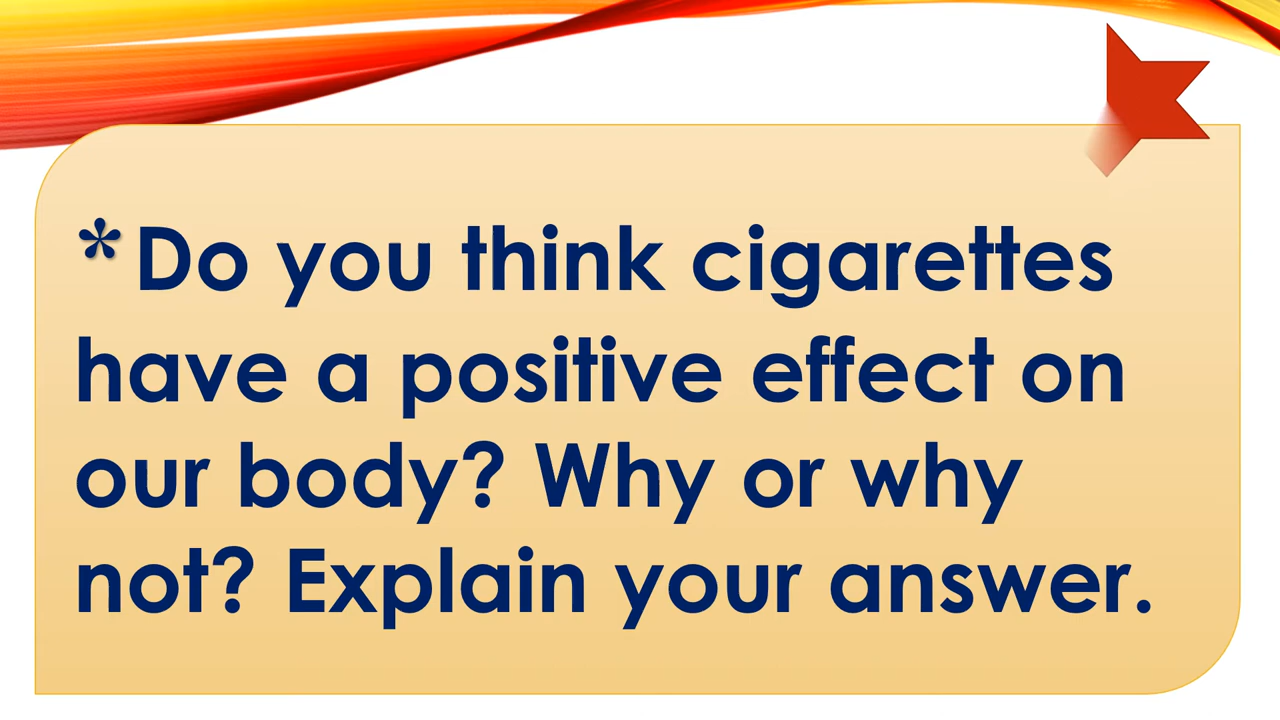 * Do you think cigarettes
have a positive effect on
our body? Why or why
not? Explain your answer.